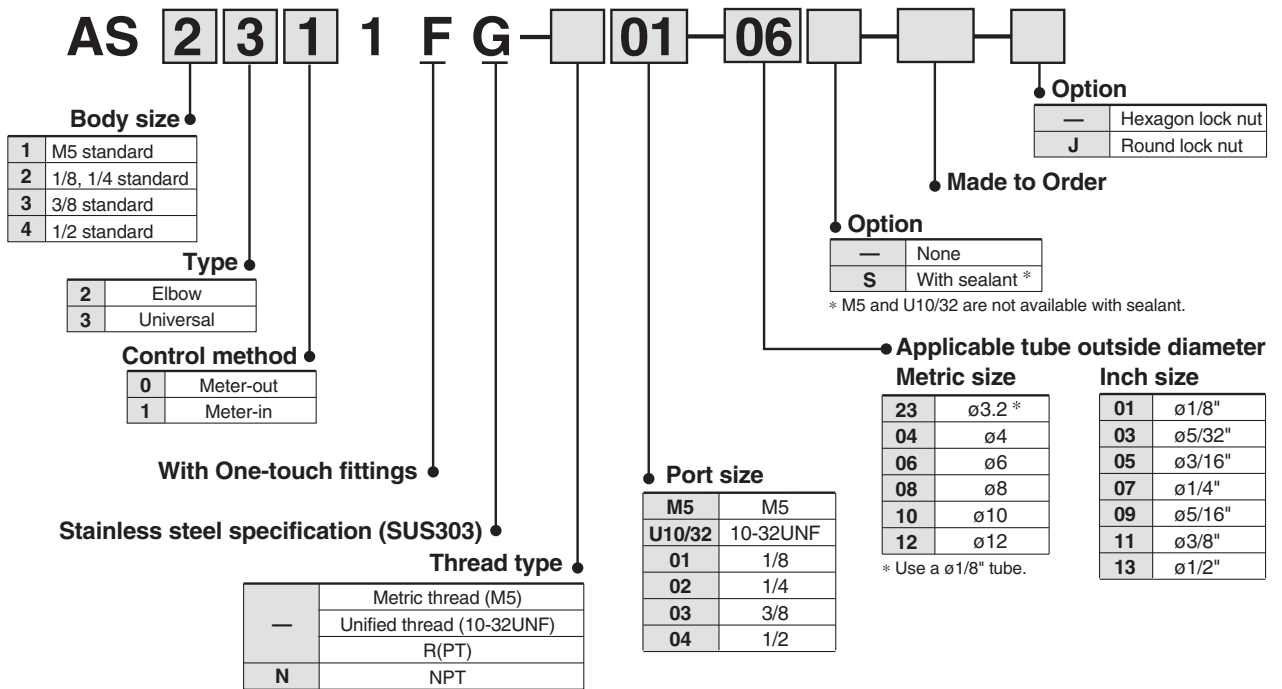 AS 2 3 1 1 F G — 01 — 06 — —
Body size
1 M5 standard
2 1/8, 1/4 standard
3 3/8 standard
4 1/2 standard
Type
2 Elbow
3 Universal
Control method
0 Meter-out
1 Meter-in
With One-touch fittings
Stainless steel specification (SUS303)
Thread type
— Metric thread (M5)
Unified thread (10-32UNF)
R(PT)
N NPT
Port size
M5 M5
U10/32 10-32UNF
01 1/8
02 1/4
03 3/8
04 1/2
Applicable tube outside diameter
Metric size
23 ø3.2 *
04 ø4
06 ø6
08 ø8
10 ø10
12 ø12
* Use a ø1/8" tube.
Inch size
01 ø1/8"
03 ø5/32"
05 ø3/16"
07 ø1/4"
09 ø5/16"
11 ø3/8"
13 ø1/2"
Option
— None
S With sealant *
* M5 and U10/32 are not available with sealant.
Made to Order
Option
— Hexagon lock nut
J Round lock nut